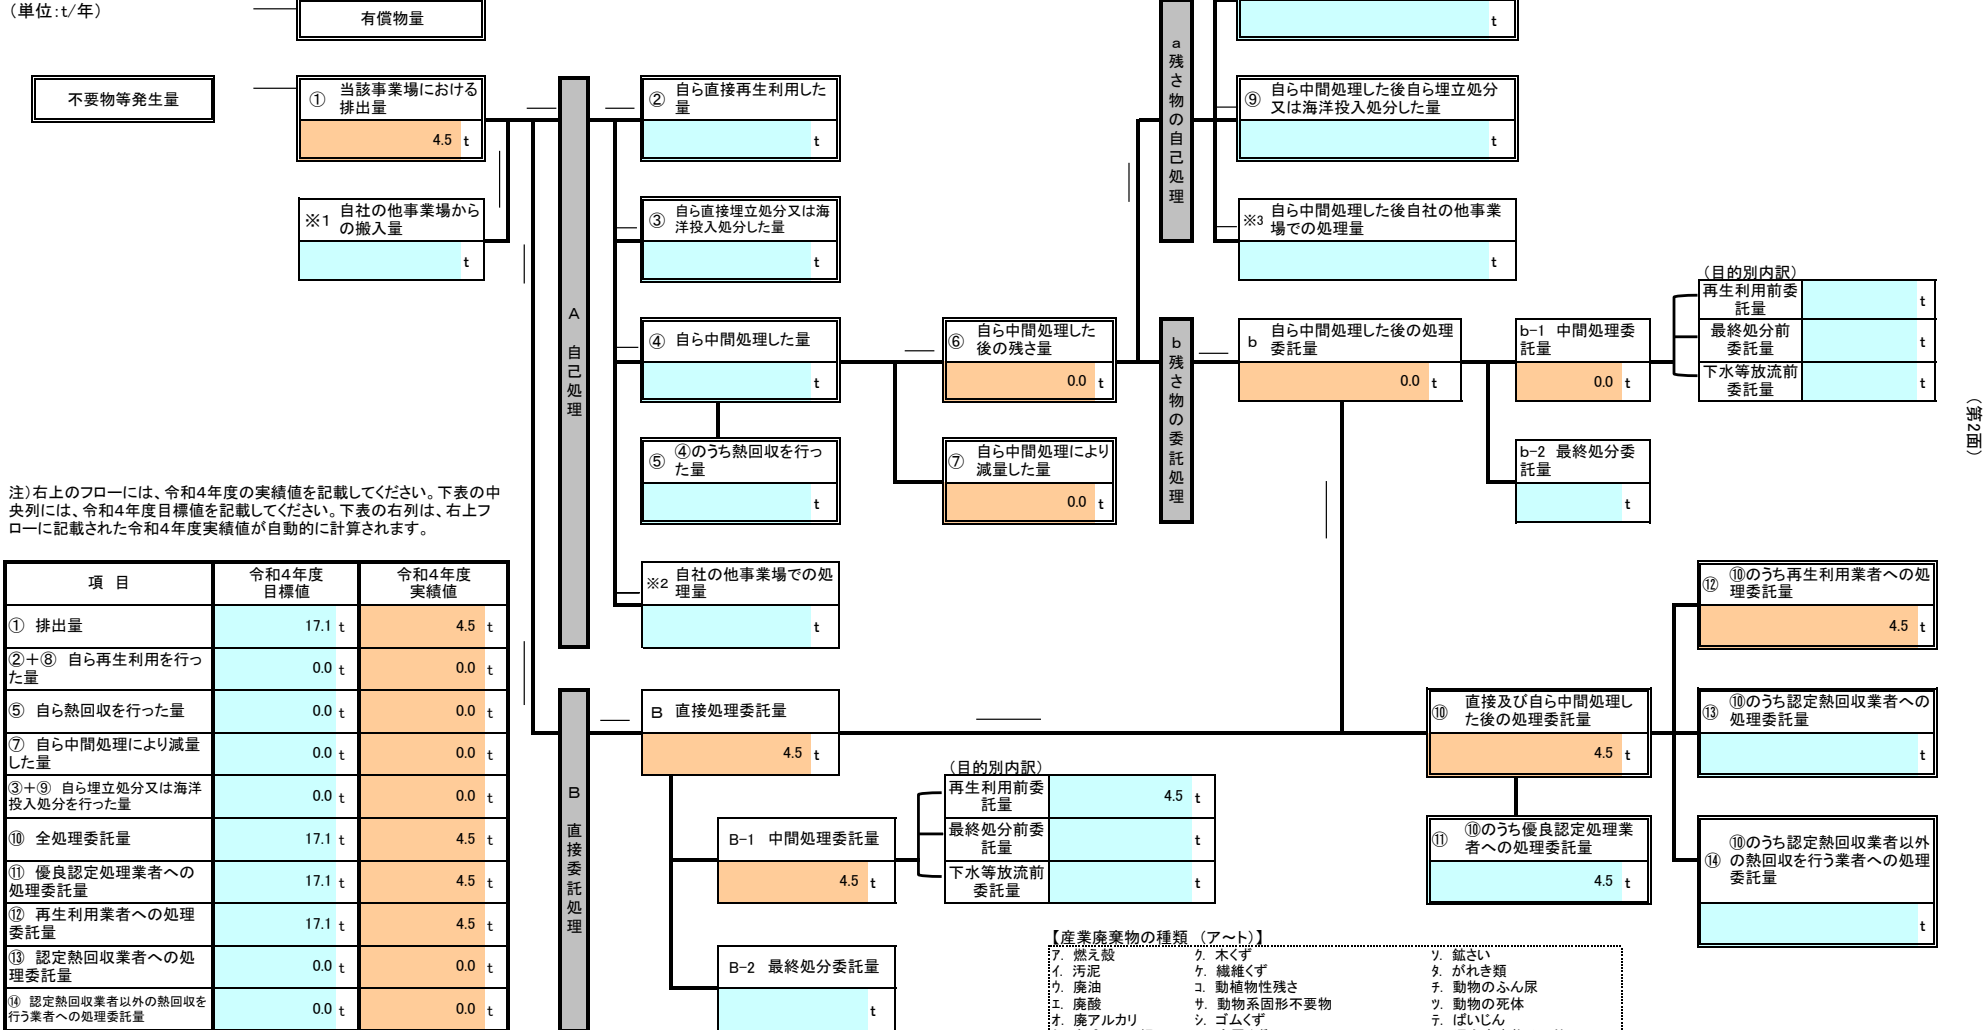 （単位：t/年）
有償物量
不要物等発生量
① 当該事業場における
排出量
4.5 t
※1 自社の他事業場から
の搬入量
t
A 自己処理
② 自ら直接再生利用した
量
t
③ 自ら直接埋立処分又は海
洋投入処分した量
t
④ 自ら中間処理した量
t
⑤ ④のうち熱回収を行っ
た量
t
※2 自社の他事業場での処
理量
t
⑥ 自ら中間処理した
後の残さ量
0.0 t
⑦ 自ら中間処理により
減量した量
0.0 t
a 残さ物の自己処理
t
⑨ 自ら中間処理した後自ら埋立処分
又は海洋投入処分した量
t
※3 自ら中間処理した後自社の他事業
場での処理量
t
b 残さ物の委託処理
b 自ら中間処理した後の処理
委託量
0.0 t
b-1 中間処理委
託量
0.0 t
b-2 最終処分委
託量
t
（目的別内訳）
再生利用前委
託量
t
最終処分前
委託量
t
下水等放流前
委託量
t
（第2面）
注）右上のフローには、令和4年度の実績値を記載してください。下表の中
央列には、令和4年度目標値を記載してください。下表の右列は、右上フ
ローに記載された令和4年度実績値が自動的に計算されます。
項 目 令和4年度
目標値 令和4年度
実績値
① 排出量 17.1 t 4.5 t
②＋⑧ 自ら再生利用を行っ
た量 0.0 t 0.0 t
⑤ 自ら熱回収を行った量 0.0 t 0.0 t
⑦ 自ら中間処理により減量
した量 0.0 t 0.0 t
③＋⑨ 自ら埋立処分又は海洋
投入処分を行った量 0.0 t 0.0 t
⑩ 全処理委託量 17.1 t 4.5 t
⑪ 優良認定処理業者への
処理委託量 17.1 t 4.5 t
⑫ 再生利用業者への処理
委託量 17.1 t 4.5 t
⑬ 認定熱回収業者への処
理委託量 0.0 t 0.0 t
⑭ 認定熱回収業者以外の熱回収を
行う業者への処理委託量 0.0 t 0.0 t
B 直接委託処理
B 直接処理委託量
4.5 t
B-1 中間処理委託量
4.5 t
B-2 最終処分委託量
t
（目的別内訳）
再生利用前委
託量
4.5 t
最終処分前委
託量
t
下水等放流前
委託量
t
⑩ 直接及び自ら中間処理し
た後の処理委託量
4.5 t
⑪ ⑩のうち優良認定処理業
者への処理委託量
4.5 t
⑫ ⑩のうち再生利用業者への処
理委託量
4.5 t
⑬ ⑩のうち認定熱回収業者への
処理委託量
t
⑭ ⑩のうち認定熱回収業者以外
の熱回収を行う業者への処理
委託量
t
【産業廃棄物の種類 （ア～ト）】
ア. 燃え殻 ク. 木くず ソ. 鉱さい
イ. 汚泥 ケ. 繊維くず タ. がれき類
ウ. 廃油 コ. 動植物性残さ チ. 動物のふん尿
エ. 廃酸 サ. 動物系固形不要物 ツ. 動物の死体
オ. 廃アルカリ シ. ゴムくず テ. ばいじん